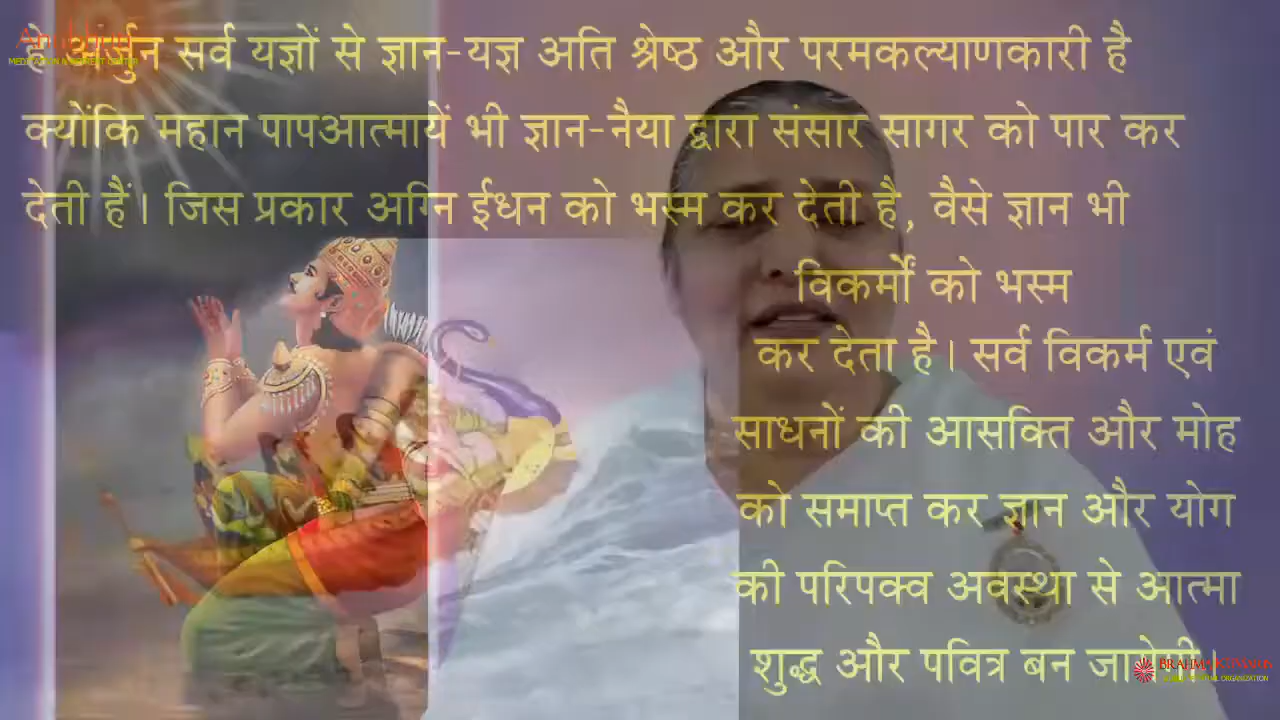 हे अर्जुन सर्व यज्ञों से ज्ञान-यज्ञ अति श्रेष्ठ और परमकल्याणकारी है
क्योंकि महान पापआत्मायें भी ज्ञान-नैया द्वारा संसार सागर को पार कर
देती हैं। जिस प्रकार अग्नि ईधन को भस्म कर देती है, वैसे ज्ञान भी
विकर्मों को भस्म
कर देता है। सर्व विकर्म एवं
साधनों की आसक्ति और मोह
को समाप्त कर ज्ञान और योग
की परिपक्व अवस्था से आत्मा
शुद्ध और पवित्र बन जायेगी।
BRAHMA KUMARIS
ORGANIZATION